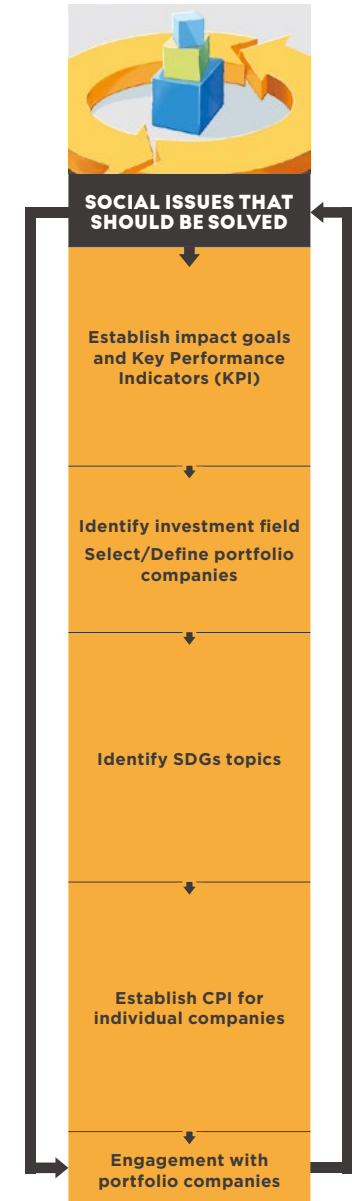 SOCIAL ISSUES THAT
SHOULD BE SOLVED
Establish impact goals
and Key Performance
Indicators (KPI)
Identify investment field
Select/Define portfolio
companies
Identify SDGs topics
Establish CPI for
individual companies
Engagement with
portfolio companies